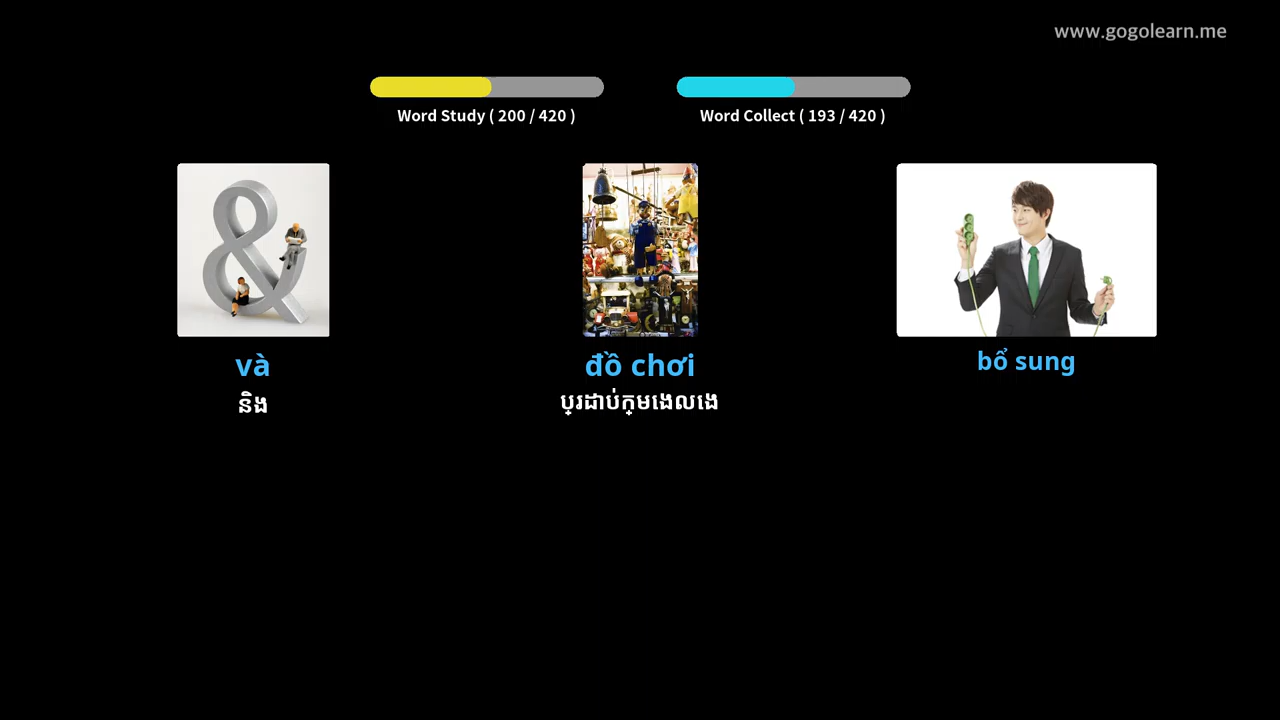 www.gogolearn.me
Word Study ( 200 / 420 )
Word Collect ( 193 / 420 )
&
và
និង
đồ chơi
ប្រដាប់ក្មេងលេង
bổ sung